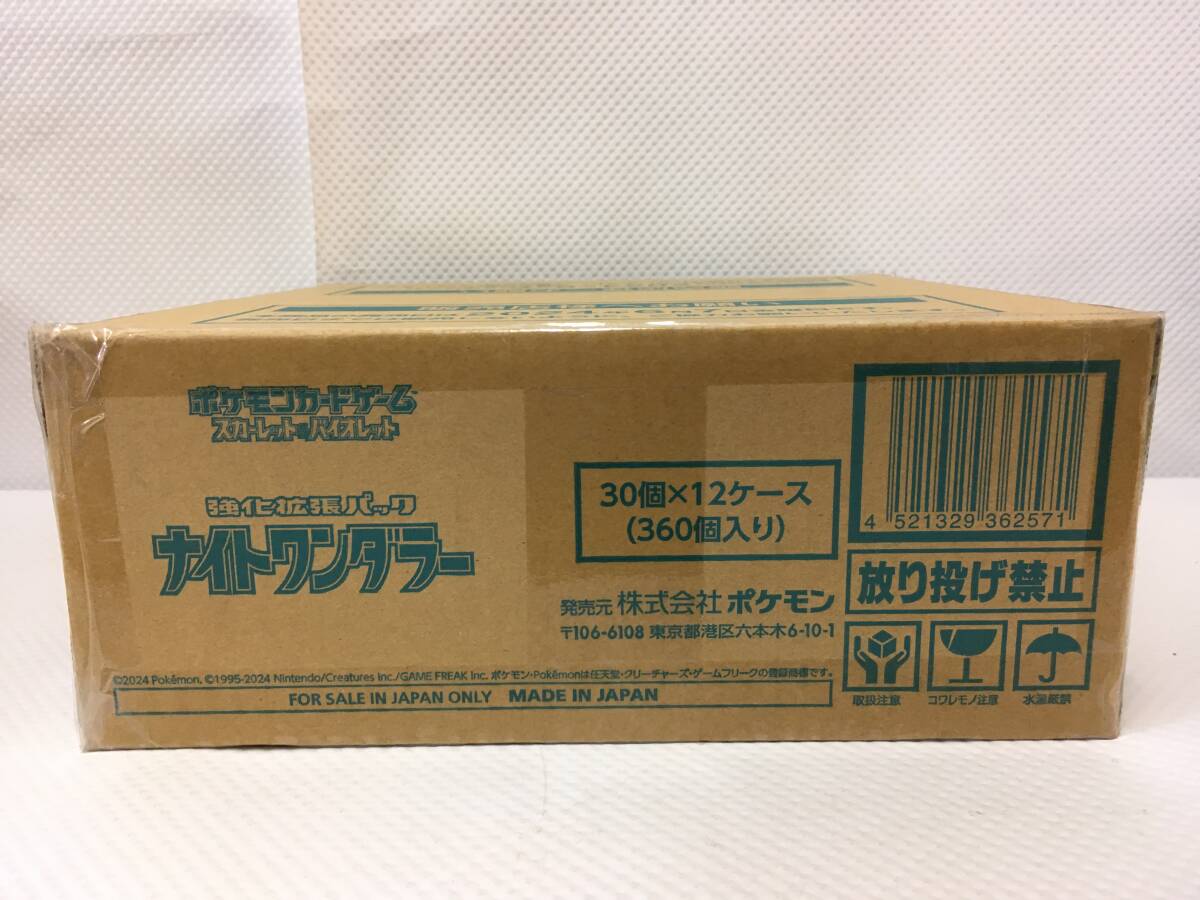 ポケモンカードゲーム
スカーレット&バイオレット
強化拡張パック
ナイトワンダラー
30個×12ケース
(360個入り)
発売元 株式会社 ポケモン
〒106-6108 東京都港区六本木6-10-1
4 521329 362571
放り投げ禁止
取扱注意
コワレモノ注意
水濡厳禁
©2024 Pokémon. ©1995-2024 Nintendo/Creatures Inc./GAME FREAK Inc. ポケモン・Pokémonは任天堂・クリーチャーズ・ゲームフリークの登録商標です。
FOR SALE IN JAPAN ONLY MADE IN JAPAN